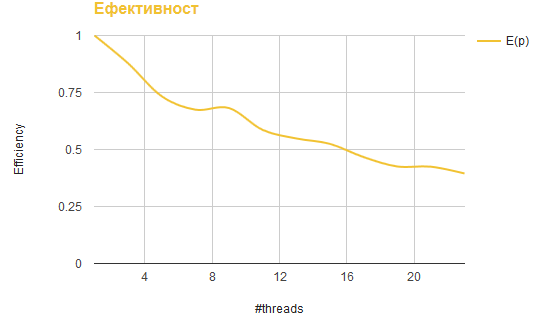 Ефективност
E(p)
1
0.75
0.5
0.25
0
Efficiency
4 8 12 16 20
#threads